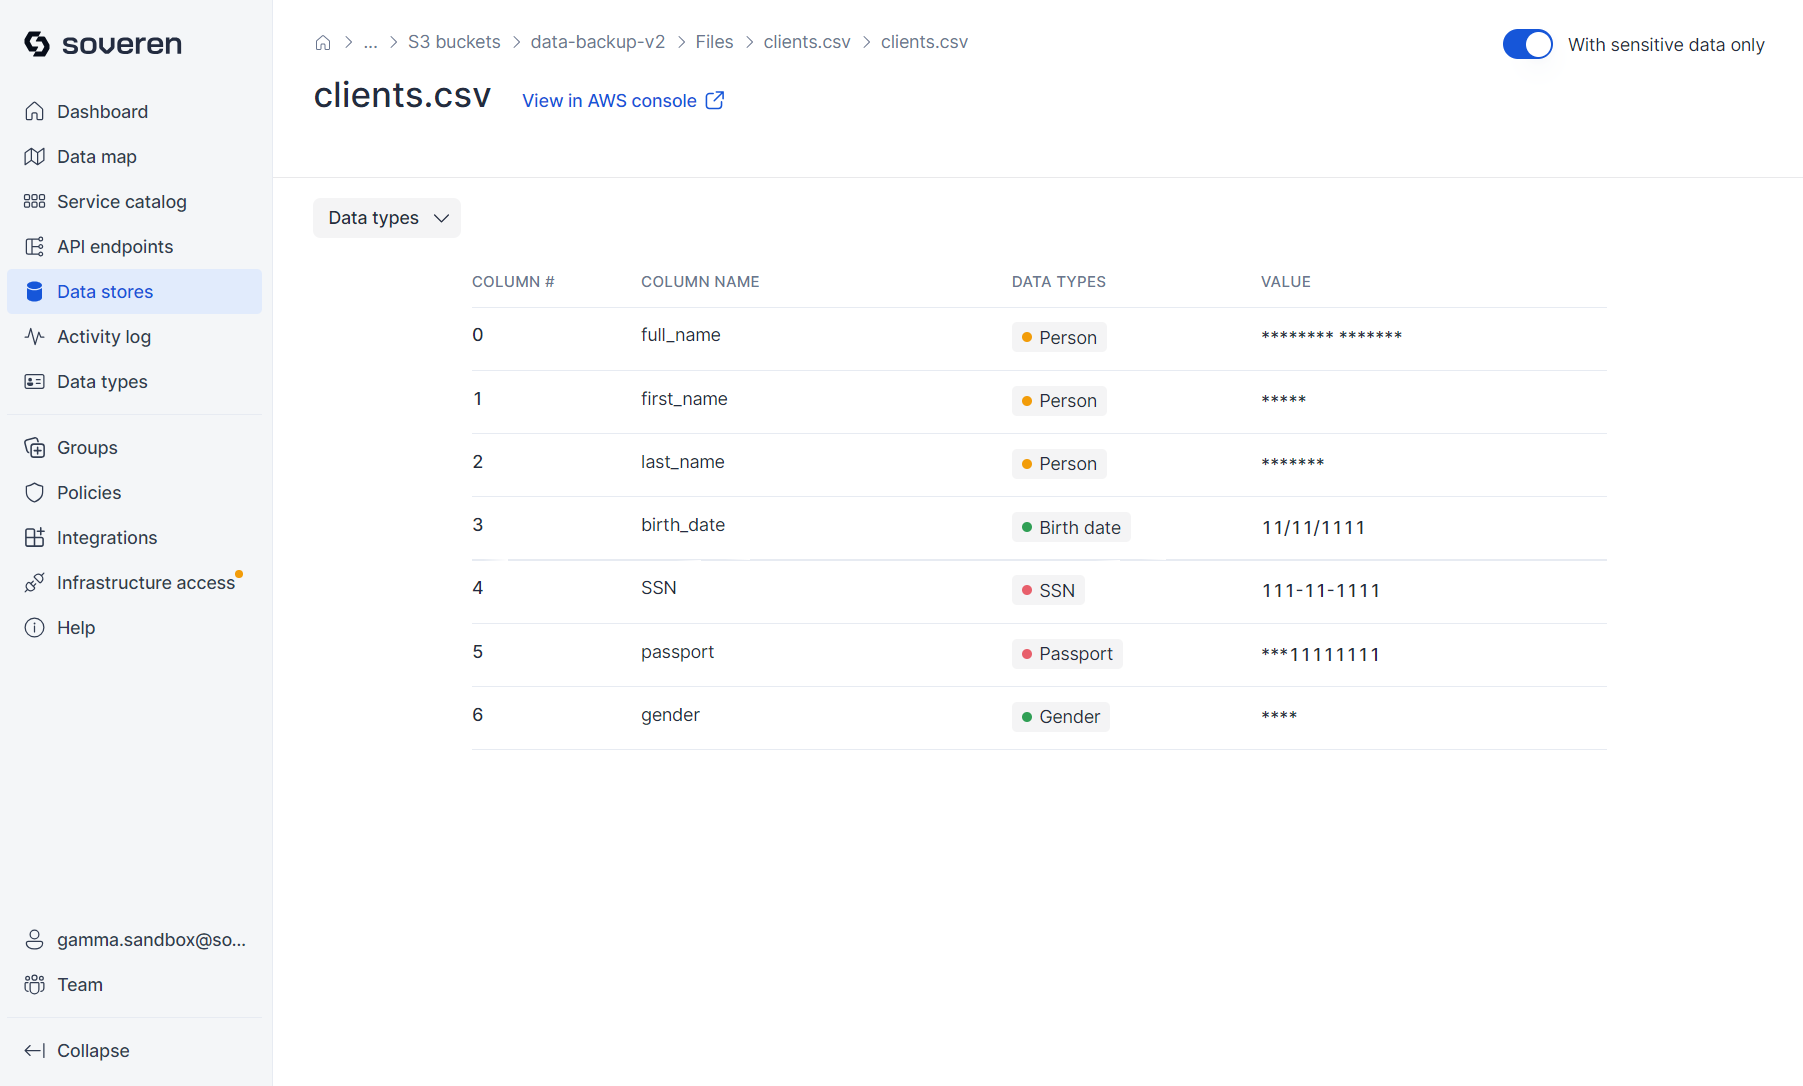 soveren
Dashboard
Data map
Service catalog
API endpoints
Data stores
Activity log
Data types
Groups
Policies
Integrations
Infrastructure access
Help
gamma.sandbox@so...
Team
Collapse
... S3 buckets data-backup-v2 Files clients.csv clients.csv
With sensitive data only
clients.csv View in AWS console
Data types
COLUMN # COLUMN NAME DATA TYPES VALUE
0 full_name Person ******** *******
1 first_name Person *****
2 last_name Person *******
3 birth_date Birth date 11/11/1111
4 SSN SSN 111-11-1111
5 passport Passport ***11111111
6 gender Gender ****